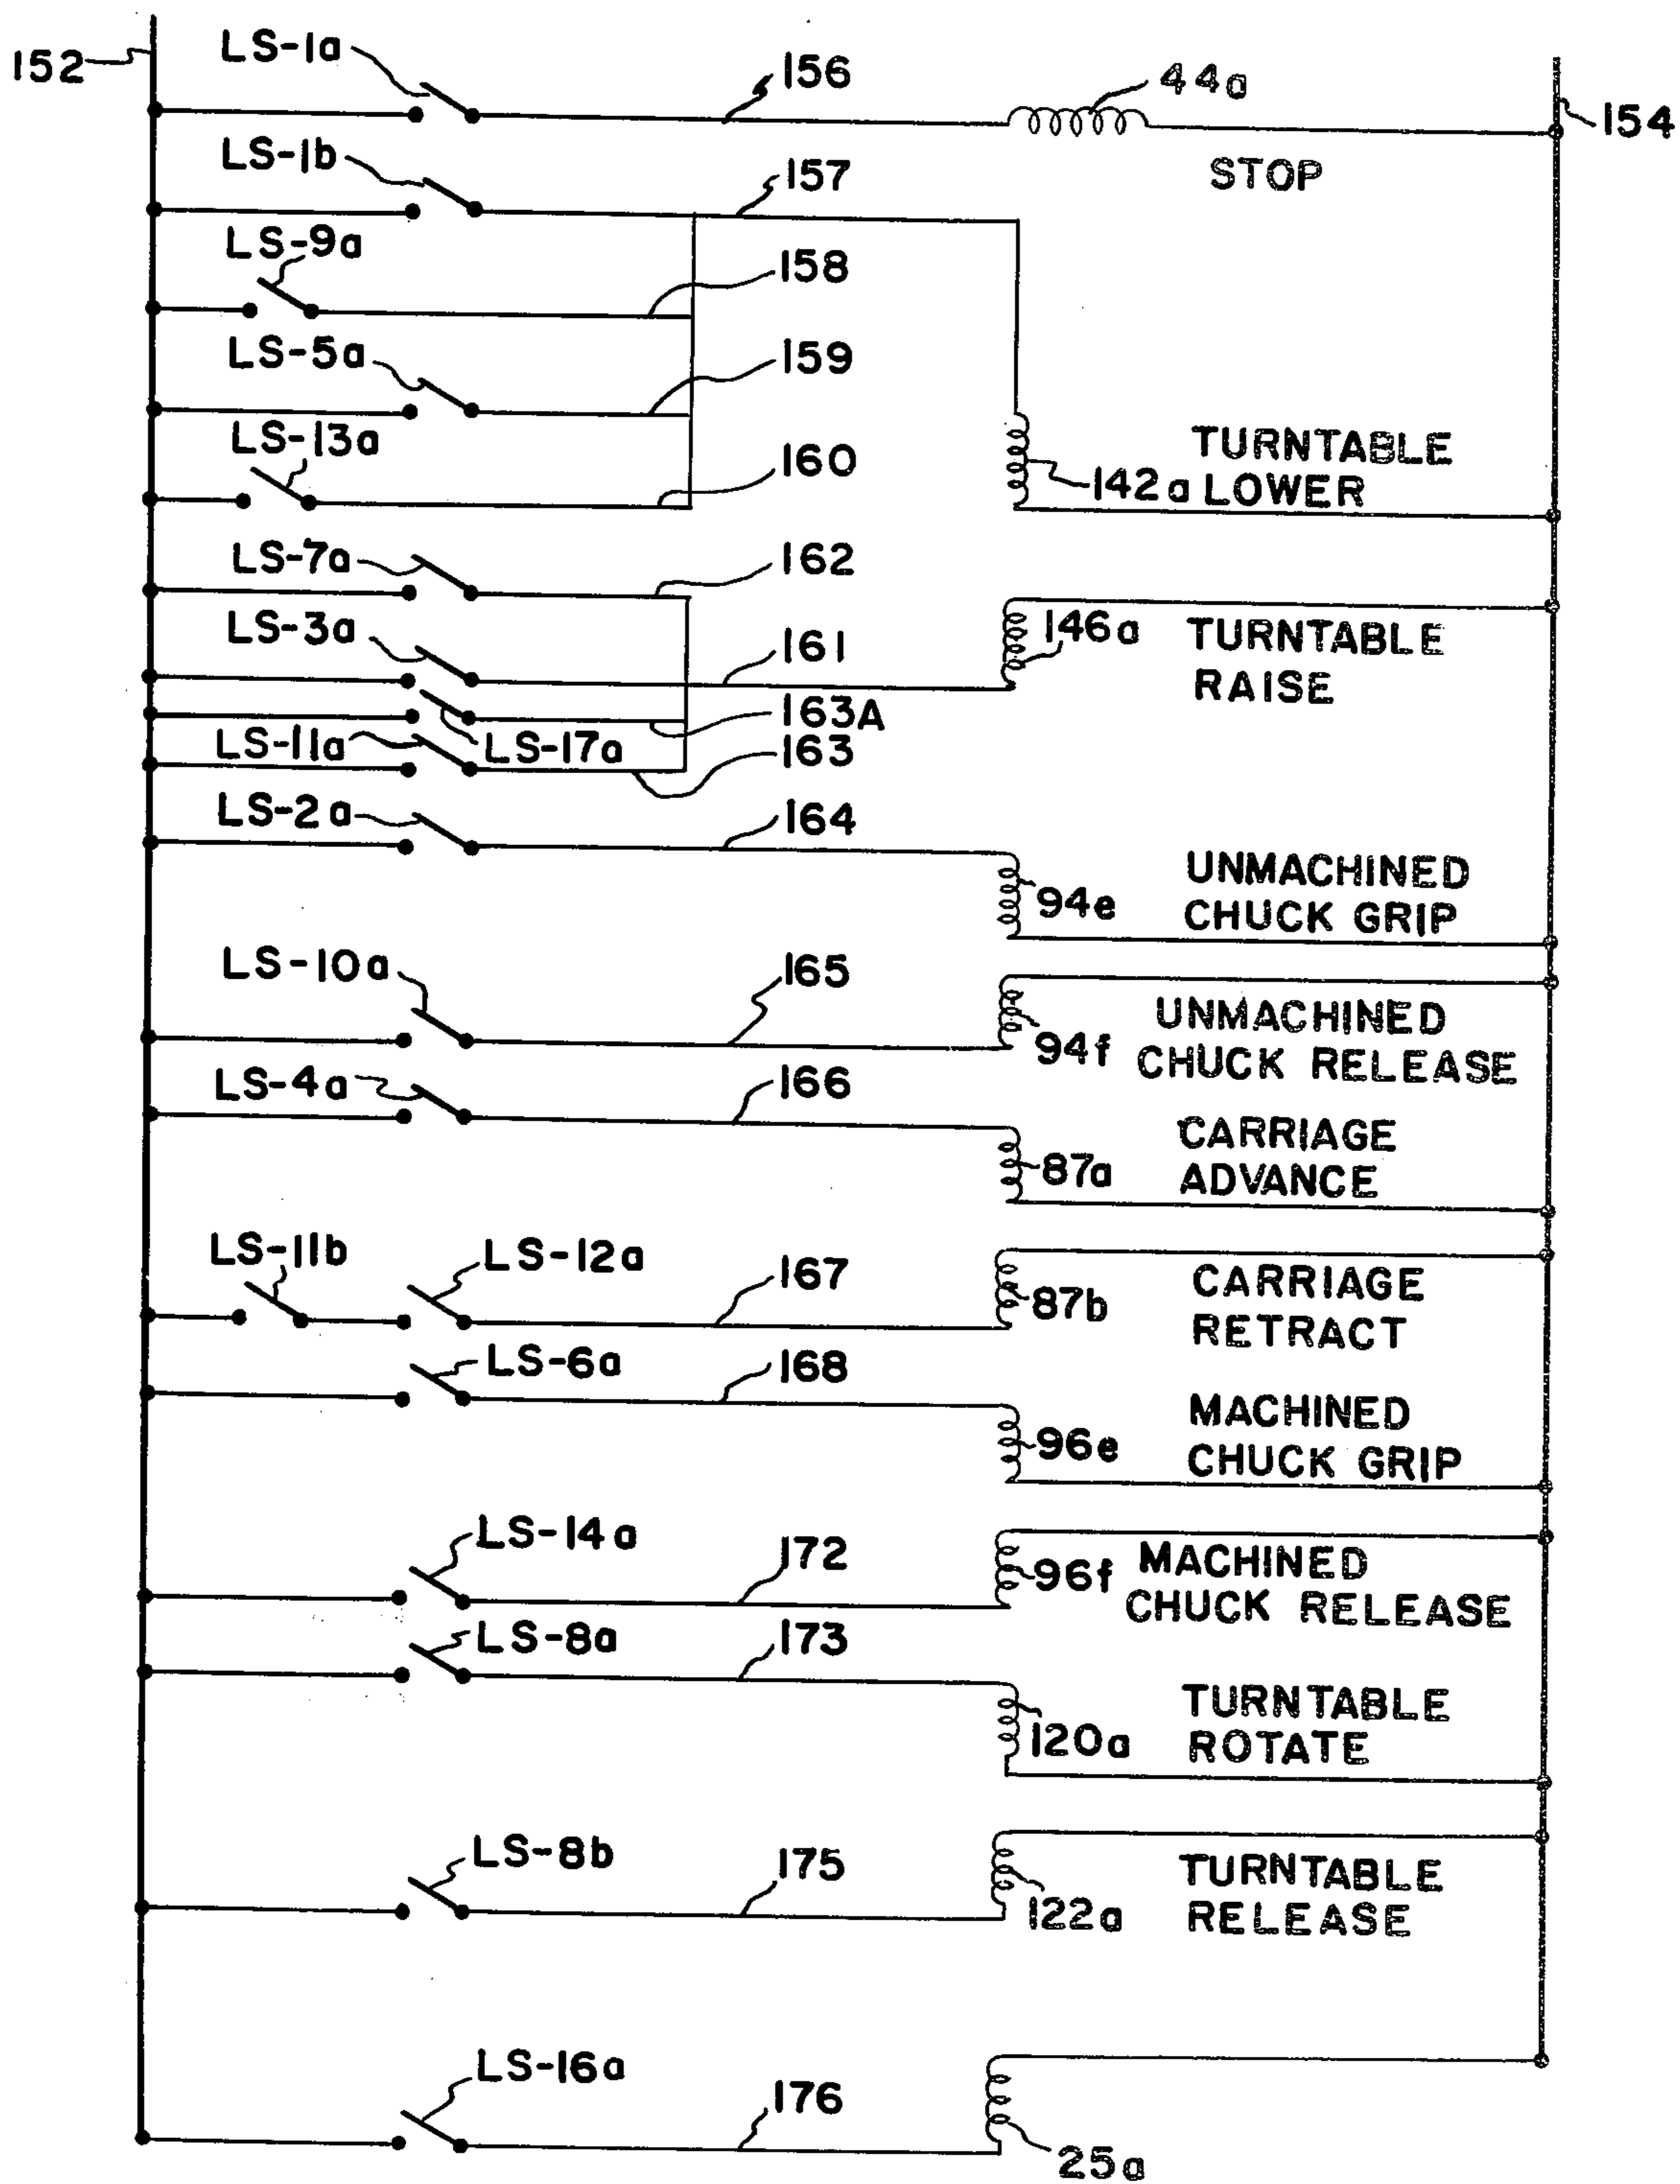 152
LS-1a
156
44a
154
STOP
LS-1b
157
LS-9a
158
LS-5a
159
LS-13a
160
TURNTABLE
142a LOWER
LS-7a
162
LS-3a
161
146a
TURNTABLE
RAISE
163A
LS-17a
LS-11a
163
LS-2a
164
94e
UNMACHINED
CHUCK GRIP
LS-10a
165
94f
UNMACHINED
CHUCK RELEASE
LS-4a
166
87a
CARRIAGE
ADVANCE
LS-11b
LS-12a
167
87b
CARRIAGE
RETRACT
LS-6a
168
96e
MACHINED
CHUCK GRIP
LS-14a
172
96f
MACHINED
CHUCK RELEASE
LS-8a
173
120a
TURNTABLE
ROTATE
LS-8b
175
122a
TURNTABLE
RELEASE
LS-16a
176
25a